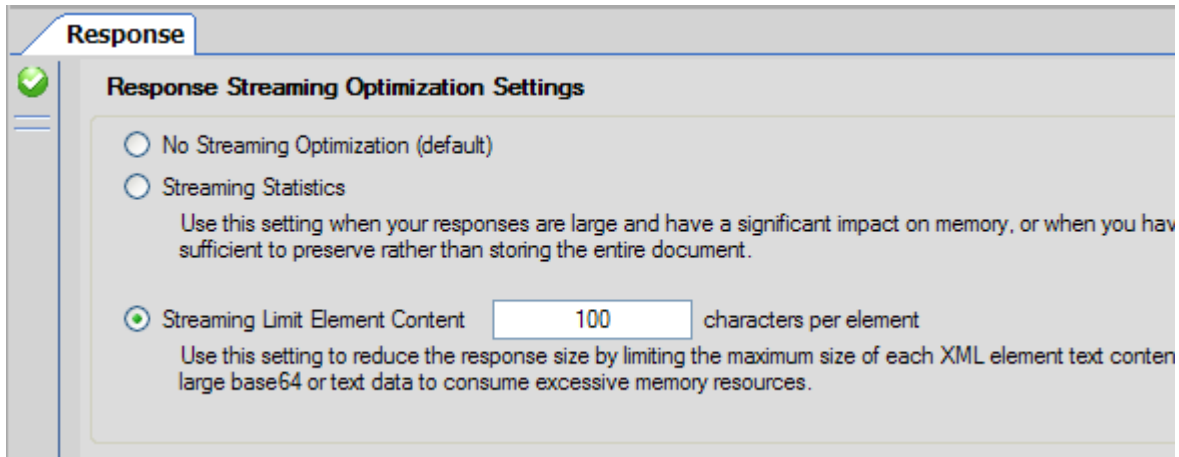 Response
Response Streaming Optimization Settings
No Streaming Optimization (default)
Streaming Statistics
Use this setting when your responses are large and have a significant impact on memory, or when you hav
sufficient to preserve rather than storing the entire document.
Streaming Limit Element Content 100 characters per element
Use this setting to reduce the response size by limiting the maximum size of each XML element text conten
large base64 or text data to consume excessive memory resources.